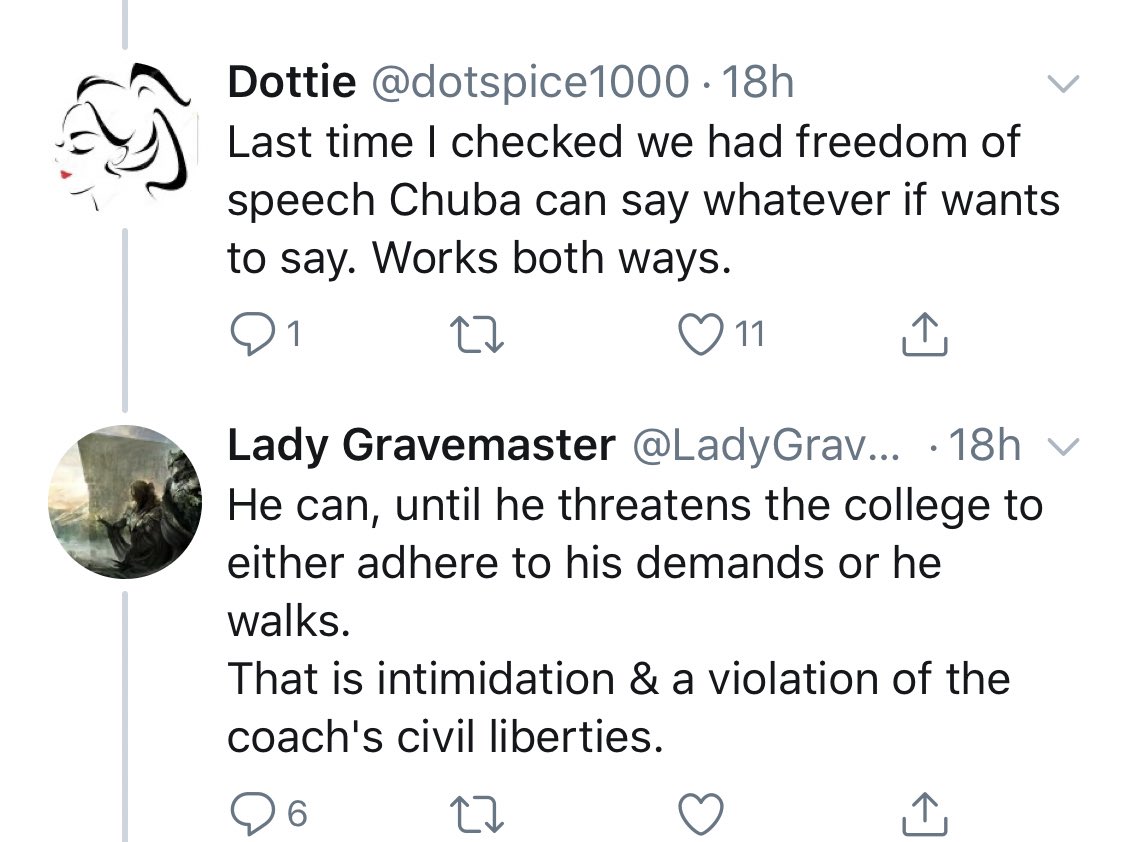 Dottie @dotspice1000 · 18h
Last time I checked we had freedom of
speech Chuba can say whatever if wants
to say. Works both ways.
1 11
Lady Gravemaster @LadyGrav... · 18h
He can, until he threatens the college to
either adhere to his demands or he
walks.
That is intimidation & a violation of the
coach's civil liberties.
6